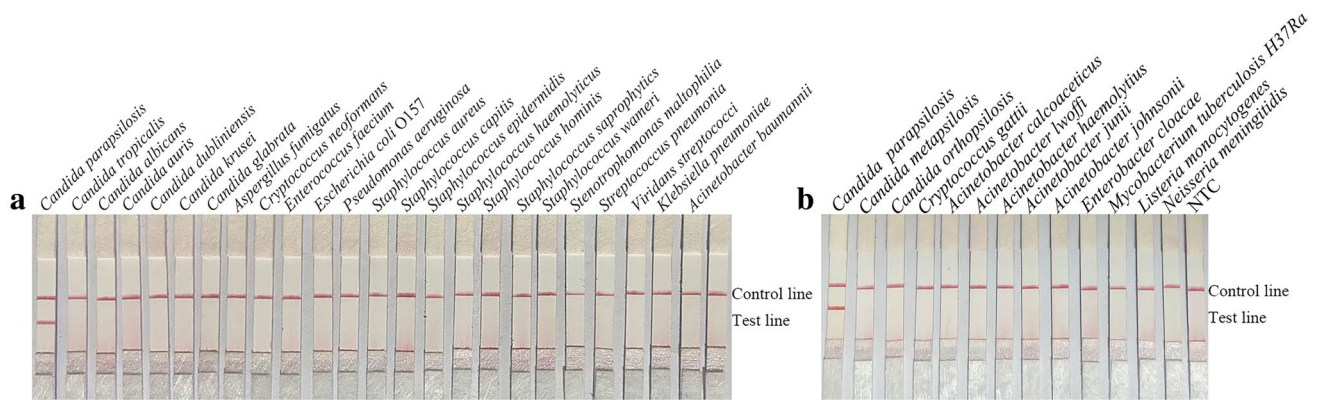 a
Candida parapsilosis
Candida tropicalis
Candida albicans
Candida auris
Candida dubliniensis
Candida krusei
Candida glabrata
Aspergillus fumigatus
Cryptococcus neoformans
Enterococcus faecium
Escherichia coli O157
Pseudomonas aeruginosa
Staphylococcus aureus
Staphylococcus capitis
Staphylococcus epidermidis
Staphylococcus haemolyticus
Staphylococcus hominis
Staphylococcus saprophytics
Staphylococcus warneri
Stenotrophomonas maltophilia
Streptococcus pneumonia
Viridans streptococci
Klebsiella pneumoniae
Acinetobacter baumannii
Control line
Test line
b
Candida parapsilosis
Candida metapsilosis
Candida orthopsilosis
Cryptococcus gattii
Acinetobacter calcoaceticus
Acinetobacter lwoffi
Acinetobacter haemolytius
Acinetobacter junii
Acinetobacter johnsonii
Enterobacter cloacae
Mycobacterium tuberculosis H37Ra
Listeria monocytogenes
Neisseria meningitidis
NTC
Control line
Test line